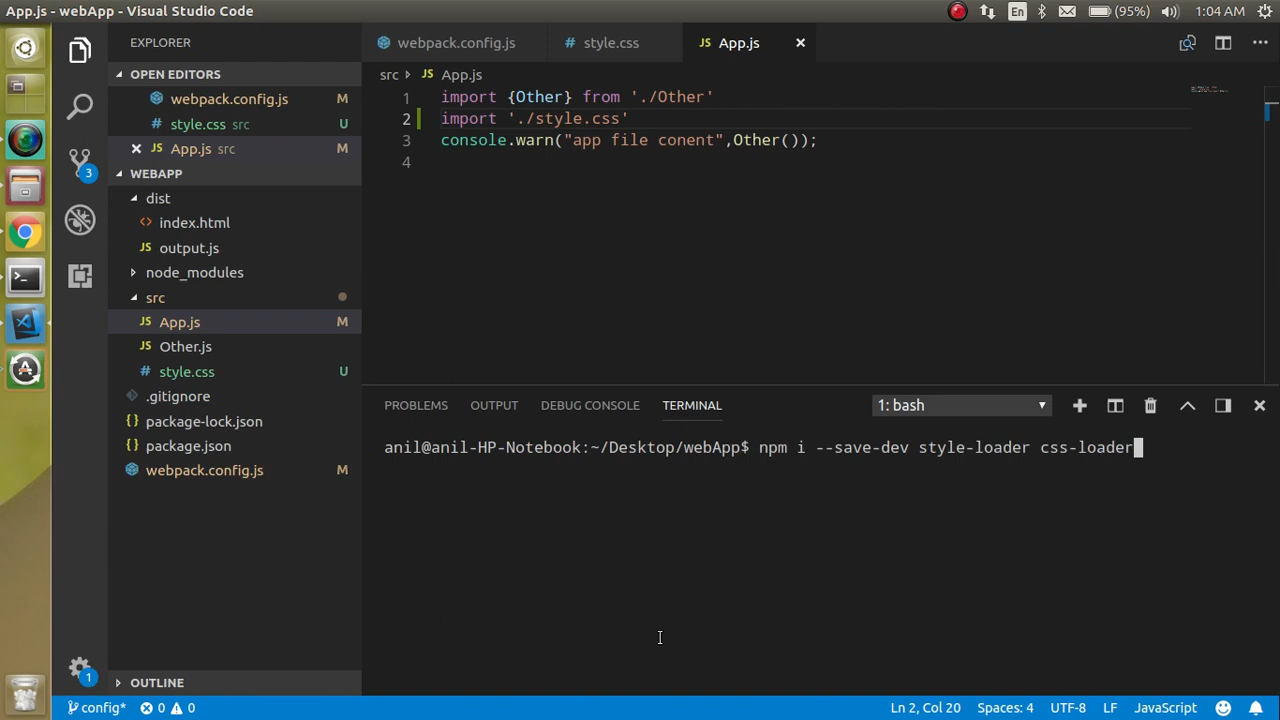 App.js - webApp - Visual Studio Code
En
(95%)
1:04 AM
EXPLORER
OPEN EDITORS
webpack.config.js M
style.css src U
App.js src M
WEBAPP
dist
index.html
output.js
node_modules
src
App.js M
Other.js
style.css U
.gitignore
package-lock.json
package.json
webpack.config.js M
OUTLINE
3
1
webpack.config.js
style.css
JS App.js
src JS App.js
1 import {Other} from './Other'
2 import './style.css'
3 console.warn("app file conent",Other());
4
PROBLEMS OUTPUT DEBUG CONSOLE TERMINAL 1: bash
anil@anil-HP-Notebook:~/Desktop/webApp$ npm i --save-dev style-loader css-loader
config* 0 0 Ln 2, Col 20 Spaces: 4 UTF-8 LF JavaScript